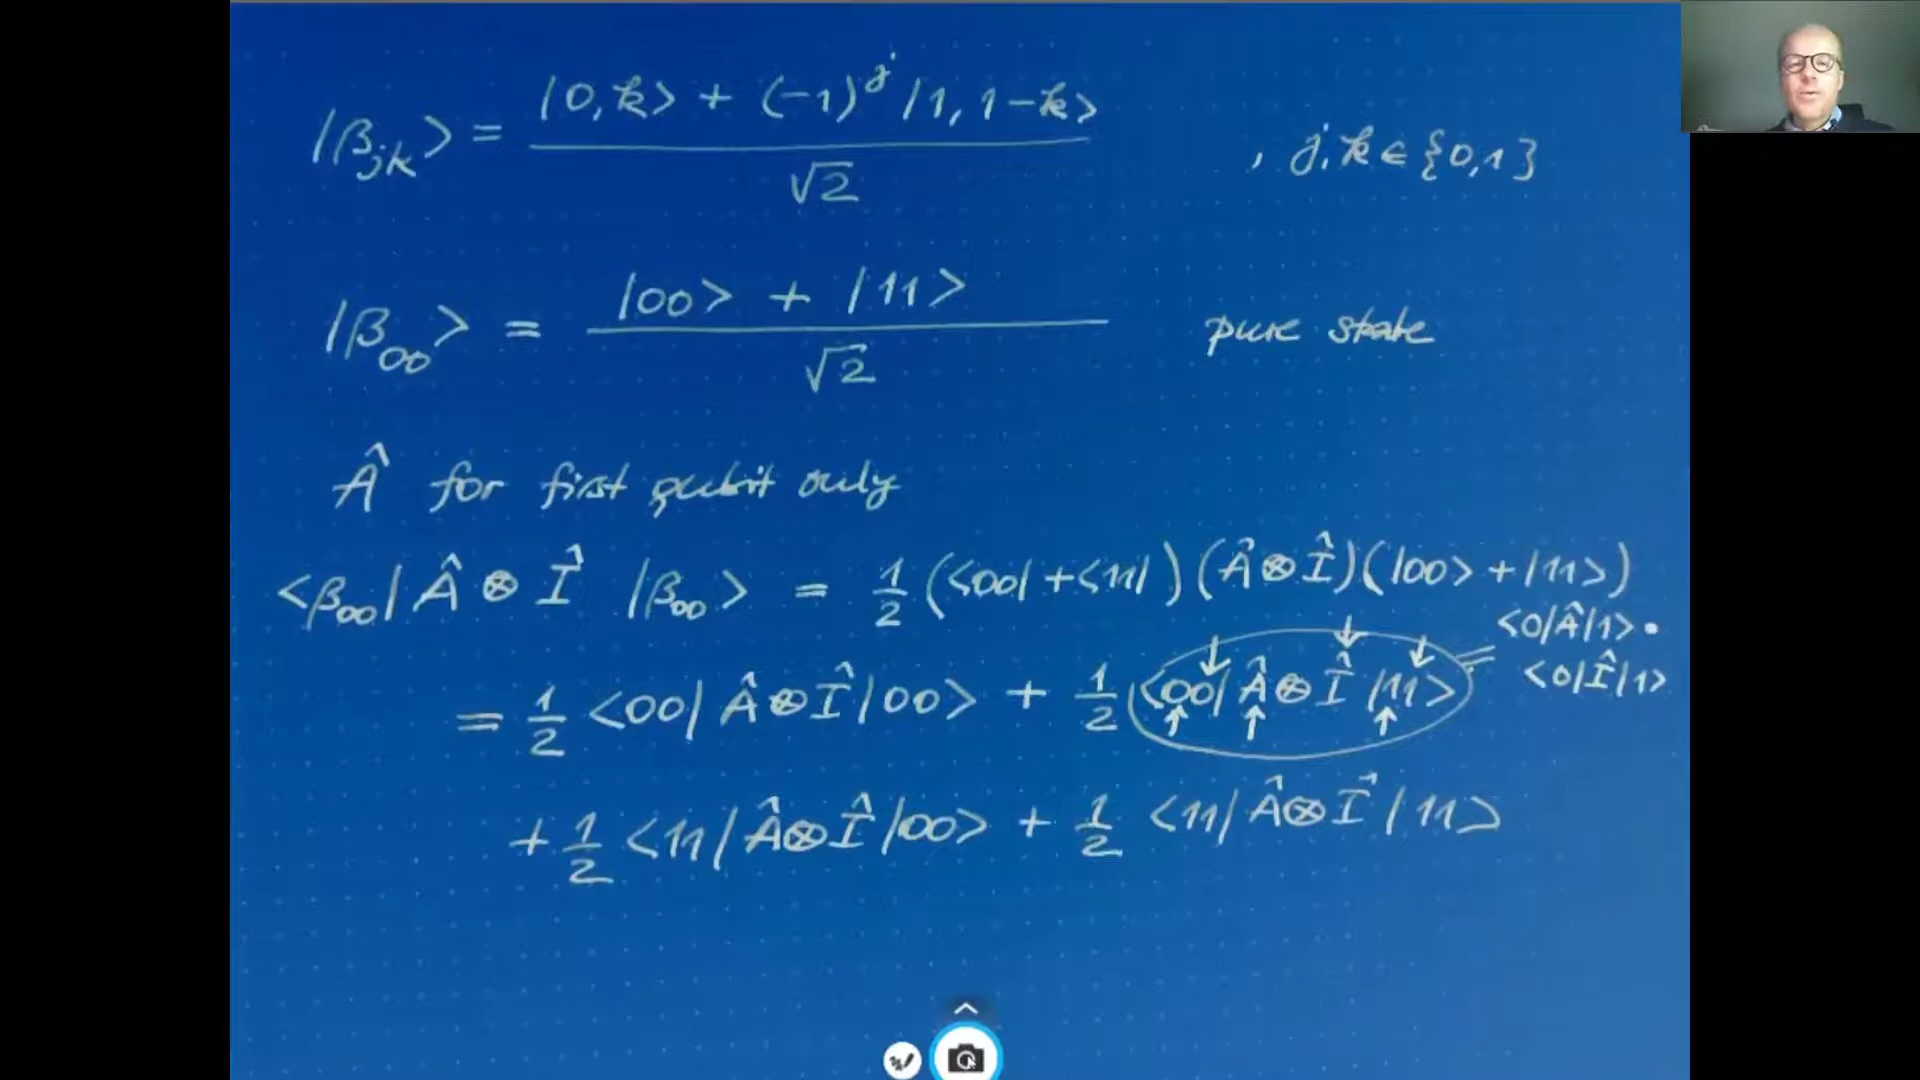 |β_jk> = (|0,k> + (-1)^j |1,1-k>) / √2 , j,k ∈ {0,1}
|β_00> = (|00> + |11>) / √2 pure state
Â for first qubit only
<β_00| Â ⊗ Î |β_00> = 1/2 (<00| + <11|) (Â ⊗ Î) (|00> + |11>)
= 1/2 <00| Â ⊗ Î |00> + 1/2 <00| Â ⊗ Î |11> = <0|Â|1> • <0|Î|1>
+ 1/2 <11| Â ⊗ Î |00> + 1/2 <11| Â ⊗ Î |11>